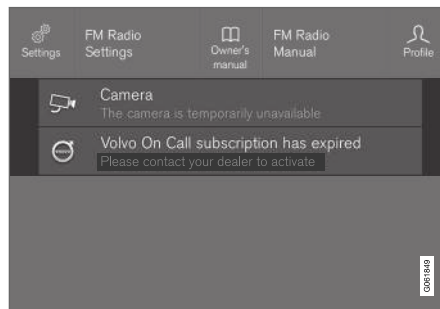 Settings
FM Radio
Settings
Owner's
manual
FM Radio
Manual
Profile
Camera
The camera is temporarily unavailable
Volvo On Call subscription has expired
Please contact your dealer to activate
G061849